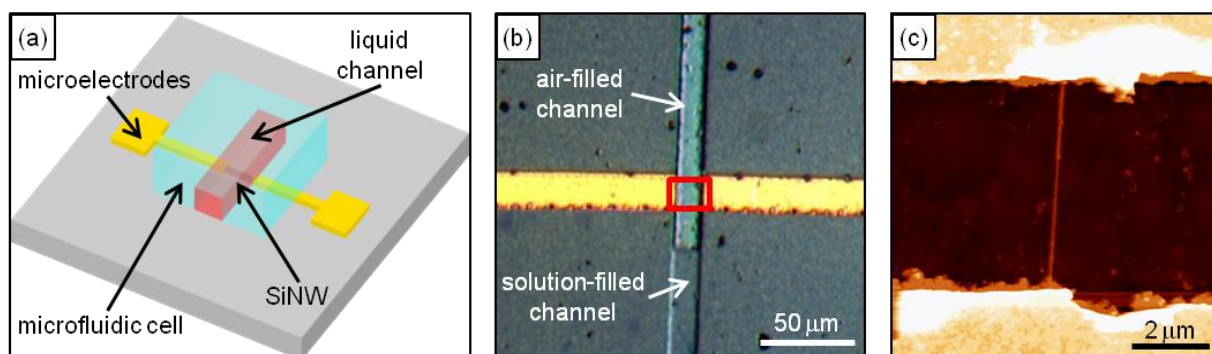 (a)
liquid
channel
microelectrodes
SiNW
microfluidic cell
(b)
air-filled
channel
solution-filled
channel
50 μm
(c)
2 μm